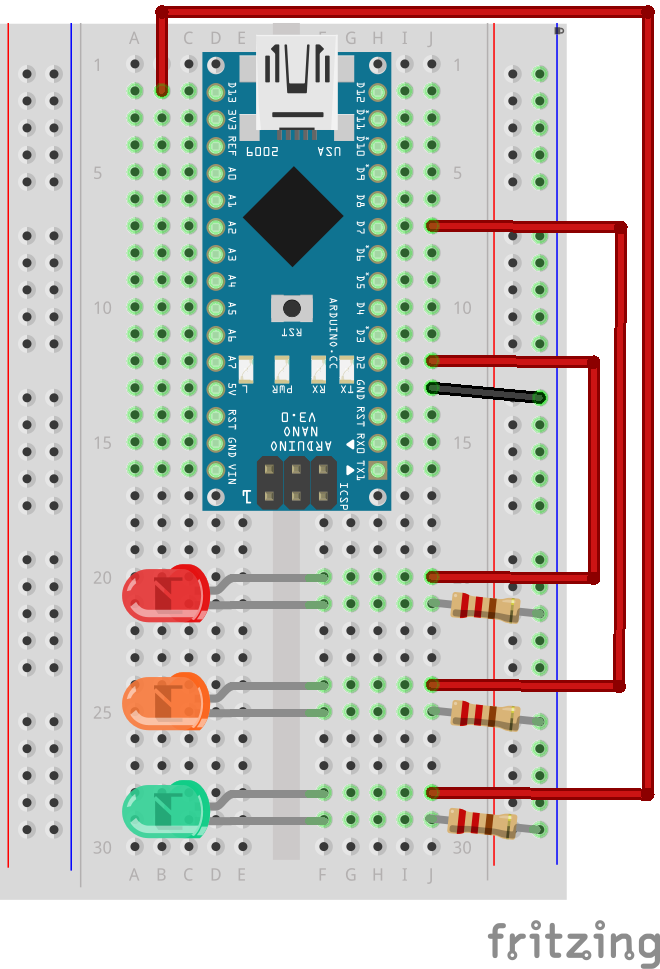 A B C D E F G H I J
1 1
5 5
10 10
15 15
20 20
25 25
30 30
A B C D E F G H I J
D13
3V3
REF
A0
A1
A2
A3
A4
A5
A6
A7
5V
RST
GND
VIN
D12
D11
D10
D9
D8
D7
D6
D5
D4
D3
D2
GND
RST
RX0
TX1
USA
2009
RST
ARDUINO.CC
TX RX PWR L
ARDUINO
NANO
V3.0
ICSP
1
fritzing